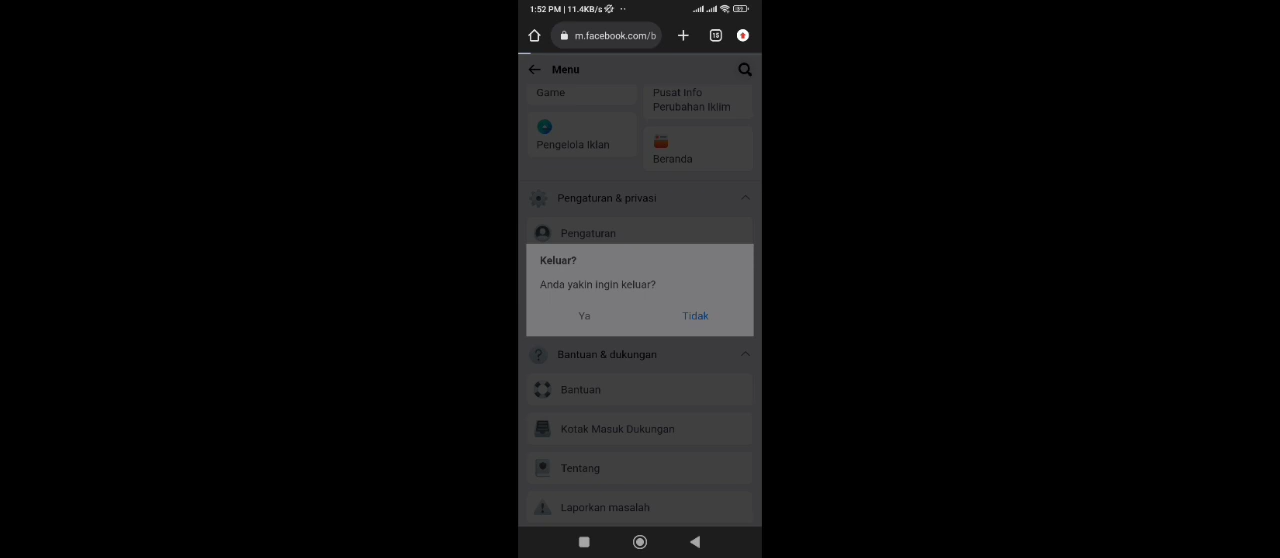 1:52 PM | 11.4KB/s
m.facebook.com/b
15
Menu
Game
Pusat Info
Perubahan Iklim
Pengelola Iklan
Beranda
Pengaturan & privasi
Pengaturan
Keluar?
Anda yakin ingin keluar?
Ya
Tidak
Bantuan & dukungan
Bantuan
Kotak Masuk Dukungan
Tentang
Laporkan masalah